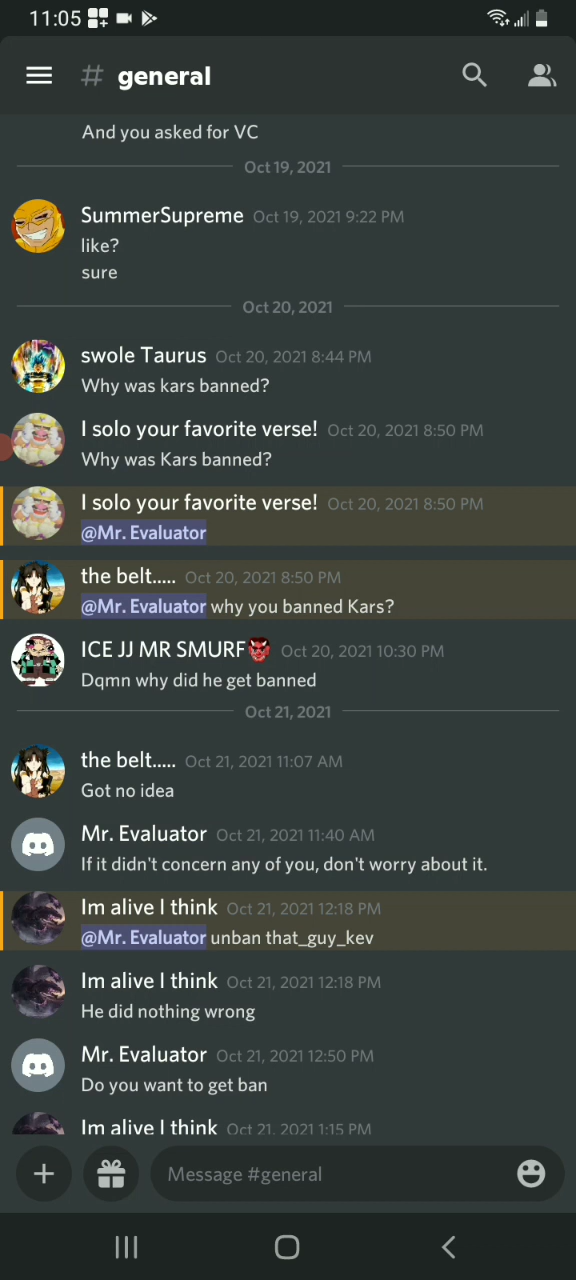 11:05
# general
And you asked for VC
Oct 19, 2021
SummerSupreme Oct 19, 2021 9:22 PM
like?
sure
Oct 20, 2021
swole Taurus Oct 20, 2021 8:44 PM
Why was kars banned?
I solo your favorite verse! Oct 20, 2021 8:50 PM
Why was Kars banned?
I solo your favorite verse! Oct 20, 2021 8:50 PM
@Mr. Evaluator
the belt..... Oct 20, 2021 8:50 PM
@Mr. Evaluator why you banned Kars?
ICE JJ MR SMURF👹 Oct 20, 2021 10:30 PM
Dqmn why did he get banned
Oct 21, 2021
the belt..... Oct 21, 2021 11:07 AM
Got no idea
Mr. Evaluator Oct 21, 2021 11:40 AM
If it didn't concern any of you, don't worry about it.
Im alive I think Oct 21, 2021 12:18 PM
@Mr. Evaluator unban that_guy_kev
Im alive I think Oct 21, 2021 12:18 PM
He did nothing wrong
Mr. Evaluator Oct 21, 2021 12:50 PM
Do you want to get ban
Im alive I think Oct 21, 2021 1:15 PM
Message #general